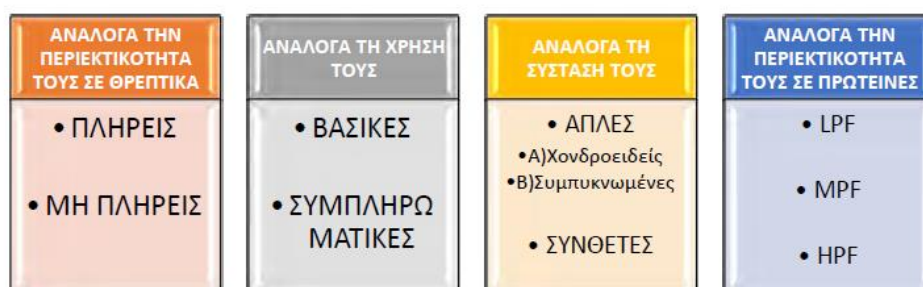 ΑΝΑΛΟΓΑ ΤΗΝ
ΠΕΡΙΕΚΤΙΚΟΤΗΤΑ
ΤΟΥΣ ΣΕ ΘΡΕΠΤΙΚΑ
• ΠΛΗΡΕΙΣ
• ΜΗ ΠΛΗΡΕΙΣ
ΑΝΑΛΟΓΑ ΤΗ ΧΡΗΣΗ
ΤΟΥΣ
• ΒΑΣΙΚΕΣ
• ΣΥΜΠΛΗΡΩ
ΜΑΤΙΚΕΣ
ΑΝΑΛΟΓΑ ΤΗ
ΣΥΣΤΑΣΗ ΤΟΥΣ
• ΑΠΛΕΣ
• Α)Χονδροειδείς
• Β)Συμπυκνωμένες
• ΣΥΝΘΕΤΕΣ
ΑΝΑΛΟΓΑ ΤΗΝ
ΠΕΡΙΕΚΤΙΚΟΤΗΤΑ
ΤΟΥΣ ΣΕ ΠΡΩΤΕΙΝΕΣ
• LPF
• MPF
• HPF